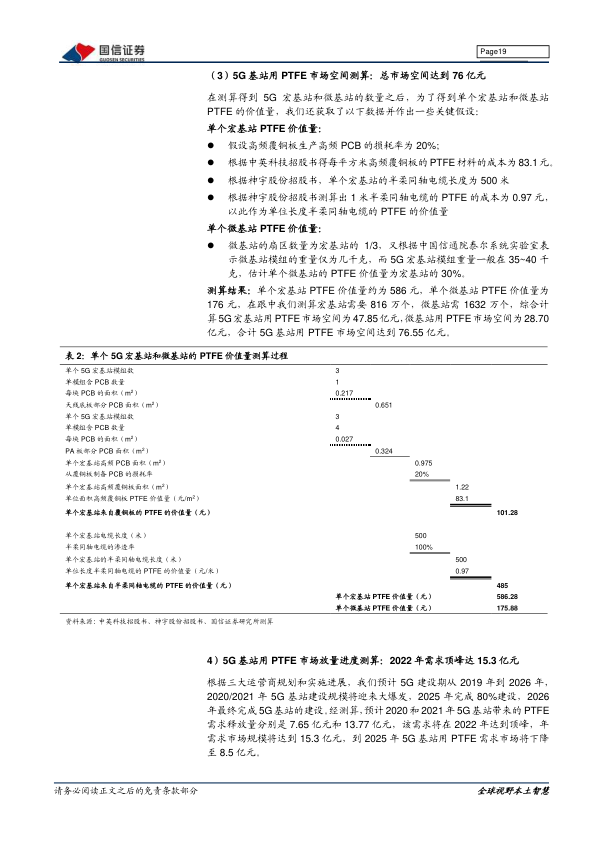 国信证券
GUOSEN SECURITIES
Page19
（3）5G 基站用 PTFE 市场空间测算：总市场空间达到 76 亿元
在测算得到 5G 宏基站和微基站的数量之后，为了得到单个宏基站和微基站
PTFE 的价值量，我们还获取了以下数据并作出一些关键假设：
单个宏基站 PTFE 价值量：
● 假设高频覆铜板生产高频 PCB 的损耗率为 20%;
● 根据中英科技招股书得每平方米高频覆铜板的 PTFE 材料的成本为 83.1 元,
● 根据神宇股份招股书，单个宏基站的半柔同轴电缆长度为 500 米
● 根据神宇股份招股书测算出 1 米半柔同轴电缆的 PTFE 的成本为 0.97 元，
以此作为单位长度半柔同轴电缆的 PTFE 的价值量
单个微基站 PTFE 价值量：
● 微基站的扇区数量为宏基站的 1/3，又根据中国信通院泰尔系统实验室表
示微基站模组的重量仅为几千克，而 5G 宏基站模组重量一般在 35~40 千
克，估计单个微基站的 PTFE 价值量为宏基站的 30%。
测算结果：单个宏基站 PTFE 价值量约为 586 元，单个微基站 PTFE 价值量为
176 元，在跟中我们测算宏基站需要 816 万个，微基站需 1632 万个，综合计
算 5G 宏基站用 PTFE 市场空间为 47.85 亿元,微基站用 PTFE 市场空间为 28.70
亿元，合计 5G 基站用 PTFE 市场空间达到 76.55 亿元。
表 2：单个 5G 宏基站和微基站的 PTFE 价值量测算过程
单个 5G 宏基站模组数 3
单模组含 PCB 数量 1
每块 PCB 的面积（m²） 0.217
天线底板部分 PCB 面积（m²） 0.651
单个 5G 宏基站模组数 3
单模组含 PCB 数量 4
每块 PCB 的面积（m²） 0.027
PA 板部分 PCB 面积（m²） 0.324
单个宏基站高频 PCB 面积（m²） 0.975
从覆铜板制备 PCB 的损耗率 20%
单个宏基站高频覆铜板面积（m²） 1.22
单位面积高频覆铜板 PTFE 价值量（元/m²） 83.1
单个基站来自覆铜板的 PTFE 的价值量（元） 101.28
单个宏基站电缆长度（米） 500
半柔同轴电缆的渗透率 100%
单个宏基站的半柔同轴电缆长度（米） 500
单位长度半柔同轴电缆的 PTFE 的价值量（元/米） 0.97
单个基站来自半柔同轴电缆的 PTFE 的价值量（元） 485
单个宏基站 PTFE 价值量（元） 586.28
单个微基站 PTFE 价值量（元） 175.88
资料来源：中英科技招股书、神宇股份招股书、国信证券研究所测算
4）5G 基站用 PTFE 市场放量进度测算：2022 年需求顶峰达 15.3 亿元
根据三大运营商规划和实施进展，我们预计 5G 建设期从 2019 年到 2026 年，
2020/2021 年 5G 基站建设规模将迎来大爆发，2025 年完成 80%建设，2026
年最终完成 5G 基站的建设。经测算,预计 2020 和 2021 年 5G 基站带来的 PTFE
需求释放量分别是 7.65 亿元和 13.77 亿元，该需求将在 2022 年达到顶峰，年
需求市场规模将达到 15.3 亿元，到 2025 年 5G 基站用 PTFE 需求市场将下降
至 8.5 亿元。
请务必阅读正文之后的免责条款部分
全球视野本土智慧